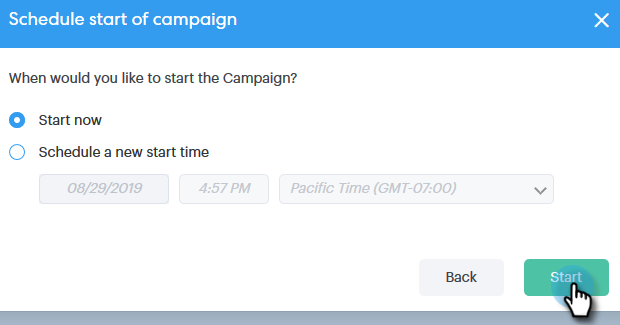 Schedule start of campaign
When would you like to start the Campaign?
Start now
Schedule a new start time
08/29/2019 4:57 PM Pacific Time (GMT-07:00)
Back Start